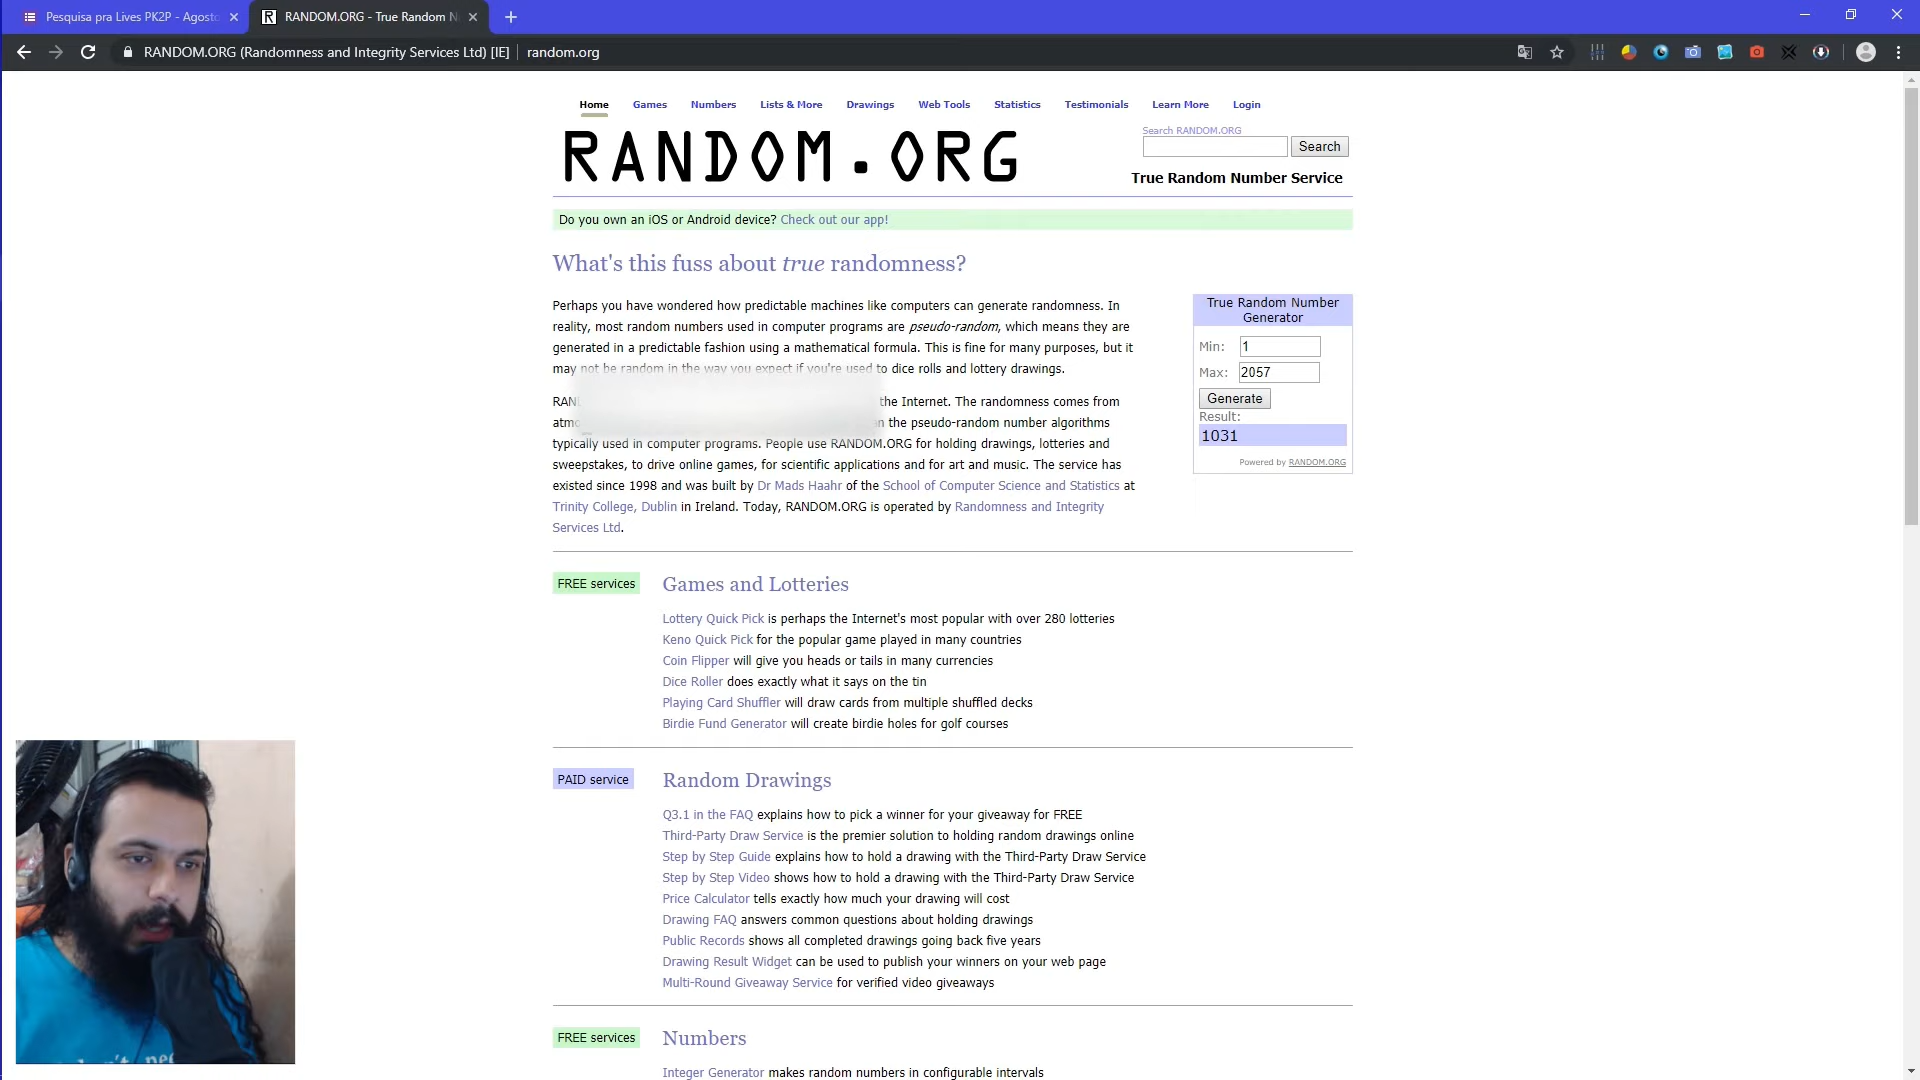 Pesquisa pra Lives PK2P - Agosto
RANDOM.ORG - True Random N
RANDOM.ORG (Randomness and Integrity Services Ltd) [IE] random.org
Home Games Numbers Lists & More Drawings Web Tools Statistics Testimonials Learn More Login
RANDOM.ORG
Search RANDOM.ORG
Search
True Random Number Service
Do you own an iOS or Android device? Check out our app!
What's this fuss about true randomness?
Perhaps you have wondered how predictable machines like computers can generate randomness. In
reality, most random numbers used in computer programs are pseudo-random, which means they are
generated in a predictable fashion using a mathematical formula. This is fine for many purposes, but it
may not be random in the way you expect if you're used to dice rolls and lottery drawings.
the Internet. The randomness comes from
the pseudo-random number algorithms
typically used in computer programs. People use RANDOM.ORG for holding drawings, lotteries and
sweepstakes, to drive online games, for scientific applications and for art and music. The service has
existed since 1998 and was built by Dr Mads Haahr of the School of Computer Science and Statistics at
Trinity College, Dublin in Ireland. Today, RANDOM.ORG is operated by Randomness and Integrity
Services Ltd.
True Random Number
Generator
Min: 1
Max: 2057
Generate
Result:
1031
Powered by RANDOM.ORG
FREE services
Games and Lotteries
Lottery Quick Pick is perhaps the Internet's most popular with over 280 lotteries
Keno Quick Pick for the popular game played in many countries
Coin Flipper will give you heads or tails in many currencies
Dice Roller does exactly what it says on the tin
Playing Card Shuffler will draw cards from multiple shuffled decks
Birdie Fund Generator will create birdie holes for golf courses
PAID service
Random Drawings
Q3.1 in the FAQ explains how to pick a winner for your giveaway for FREE
Third-Party Draw Service is the premier solution to holding random drawings online
Step by Step Guide explains how to hold a drawing with the Third-Party Draw Service
Step by Step Video shows how to hold a drawing with the Third-Party Draw Service
Price Calculator tells exactly how much your drawing will cost
Drawing FAQ answers common questions about holding drawings
Public Records shows all completed drawings going back five years
Drawing Result Widget can be used to publish your winners on your web page
Multi-Round Giveaway Service for verified video giveaways
FREE services
Numbers
Integer Generator makes random numbers in configurable intervals